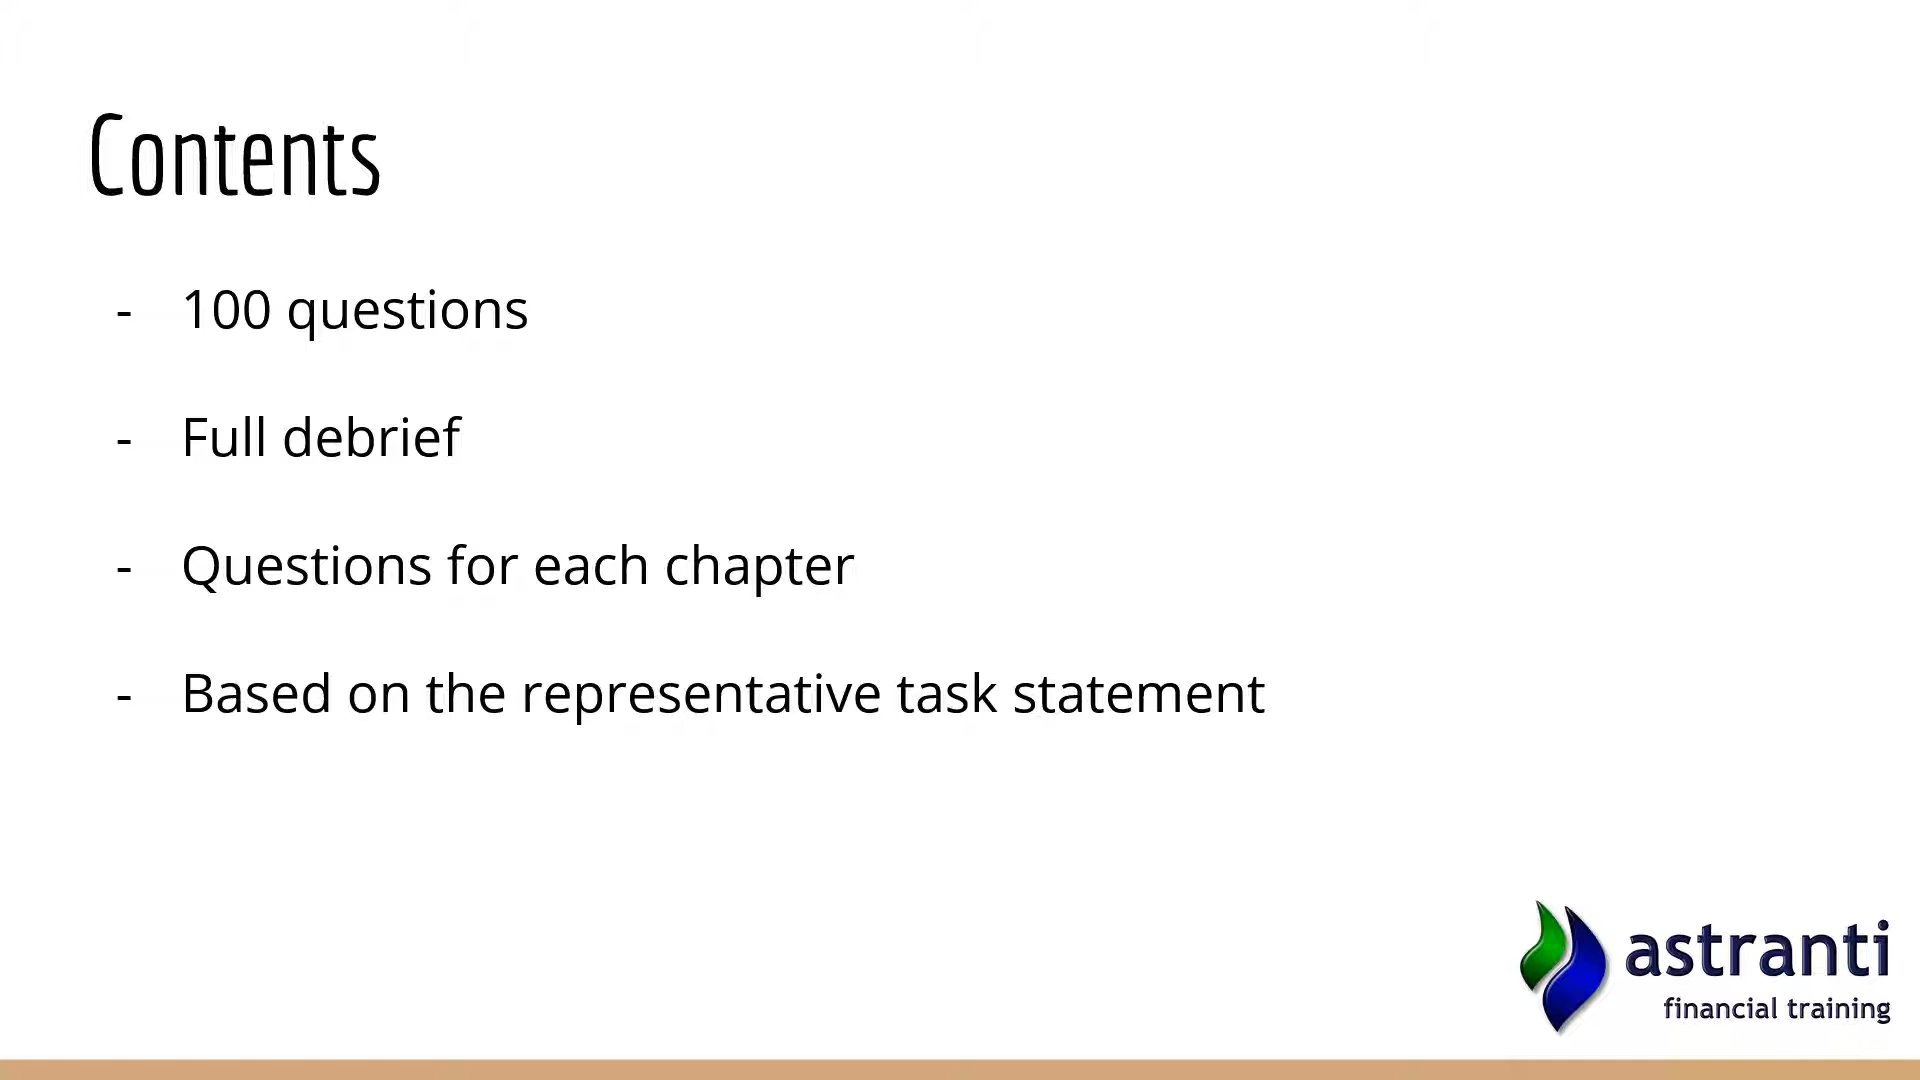 Contents
- 100 questions
- Full debrief
- Questions for each chapter
- Based on the representative task statement
astranti
financial training